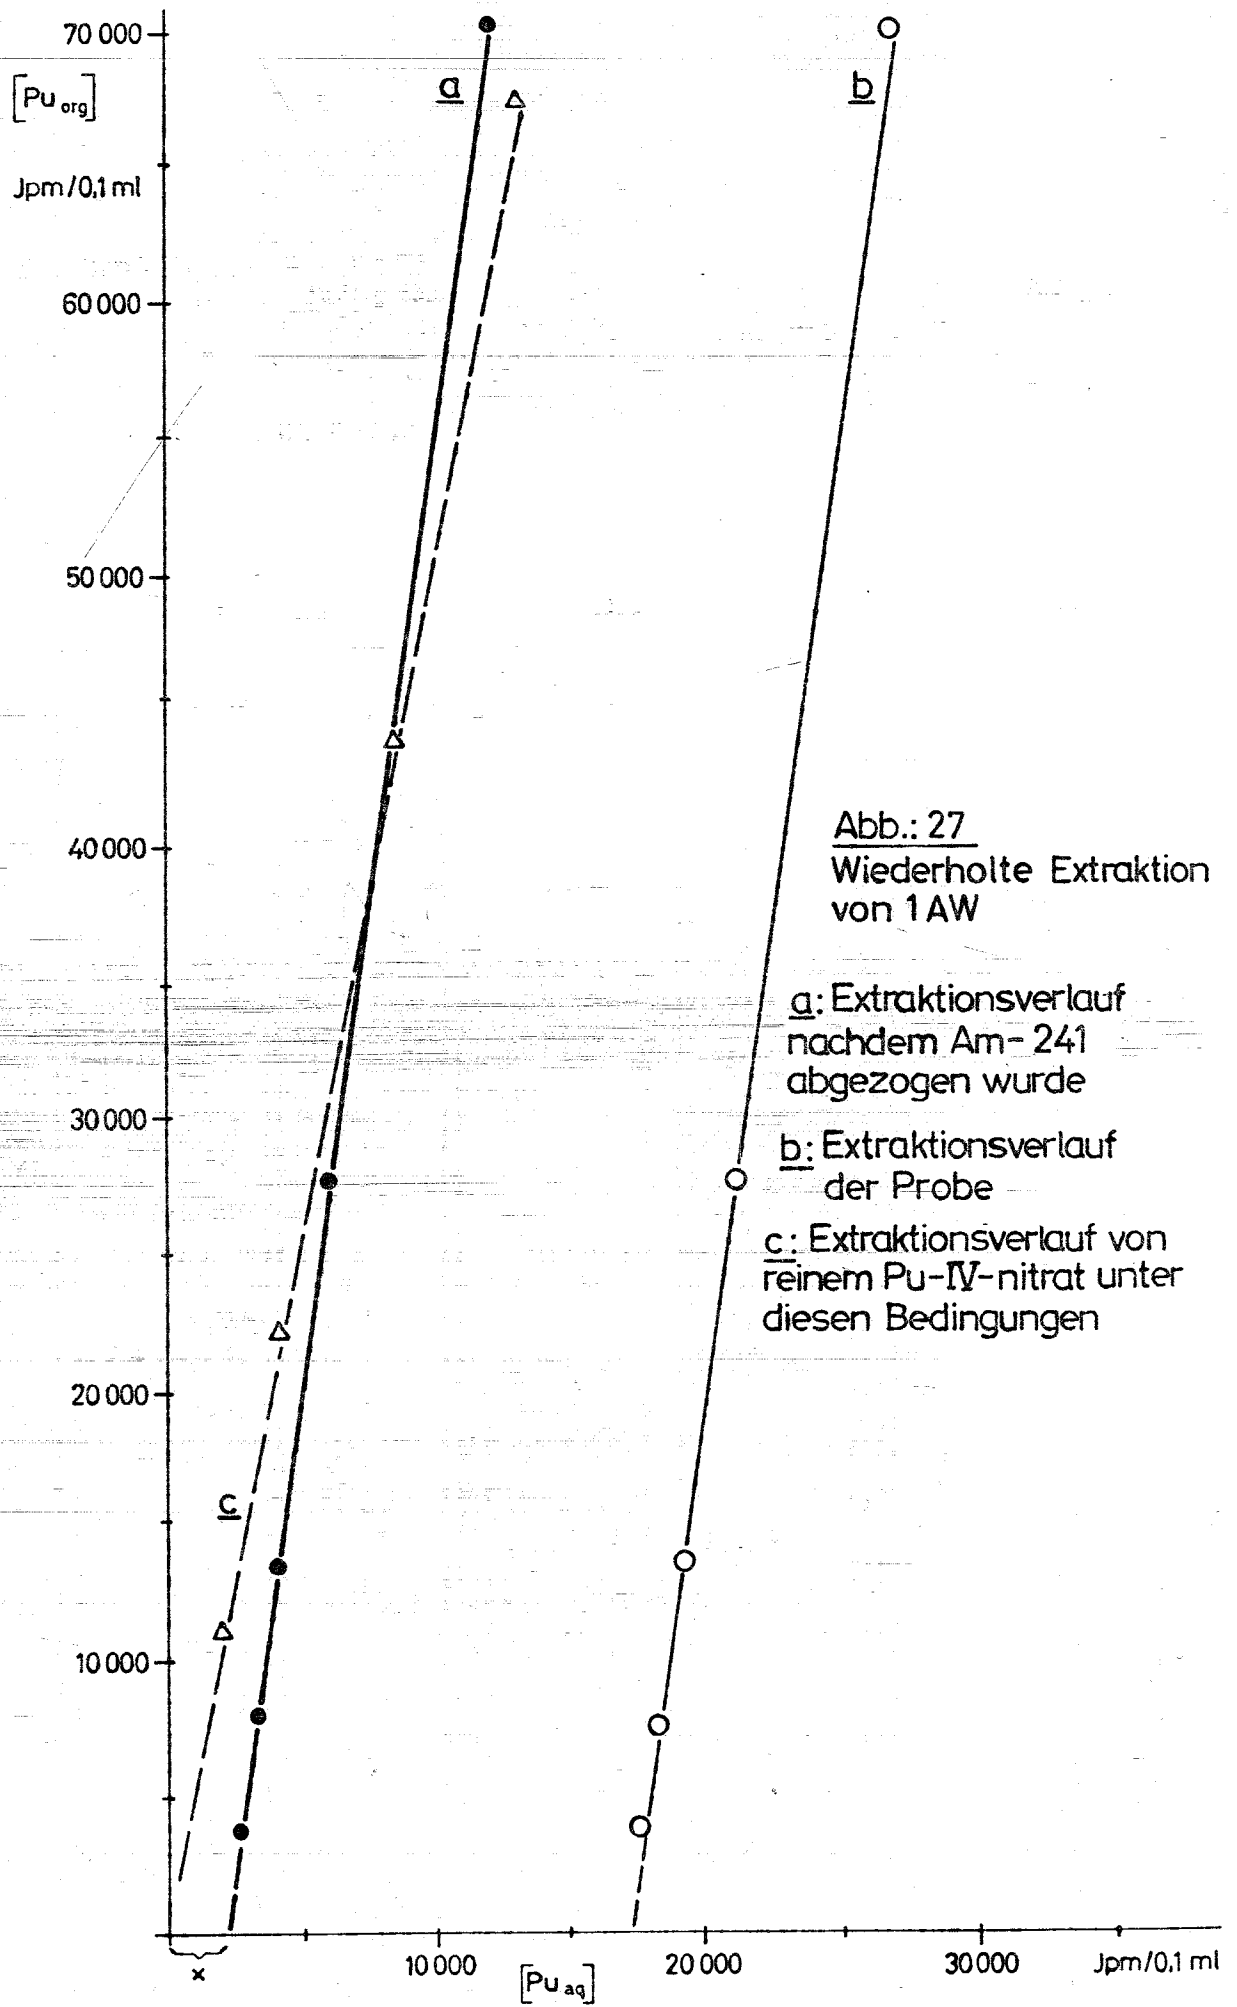 70 000
[Pu org]
a
b
Jpm/0,1 ml
60 000
50 000
40 000
Abb.: 27
Wiederholte Extraktion
von 1 AW
a: Extraktionsverlauf
nachdem Am-241
abgezogen wurde
30 000
b: Extraktionsverlauf
der Probe
c: Extraktionsverlauf von
reinem Pu-IV-nitrat unter
diesen Bedingungen
20 000
c
10 000
x
10 000
[Pu aq]
20 000
30 000
Jpm/0,1 ml